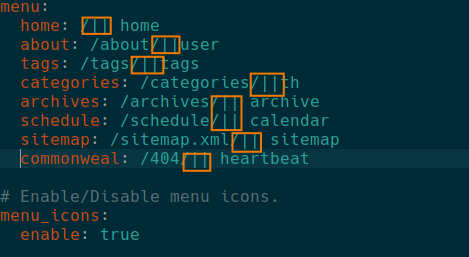 menu:
  home: /|| home
  about: /about/||user
  tags: /tags/||tags
  categories: /categories/||th
  archives: /archives/|| archive
  schedule: /schedule/|| calendar
  sitemap: /sitemap.xml/|| sitemap
  commonweal: /404/|| heartbeat

# Enable/Disable menu icons.
menu_icons:
  enable: true